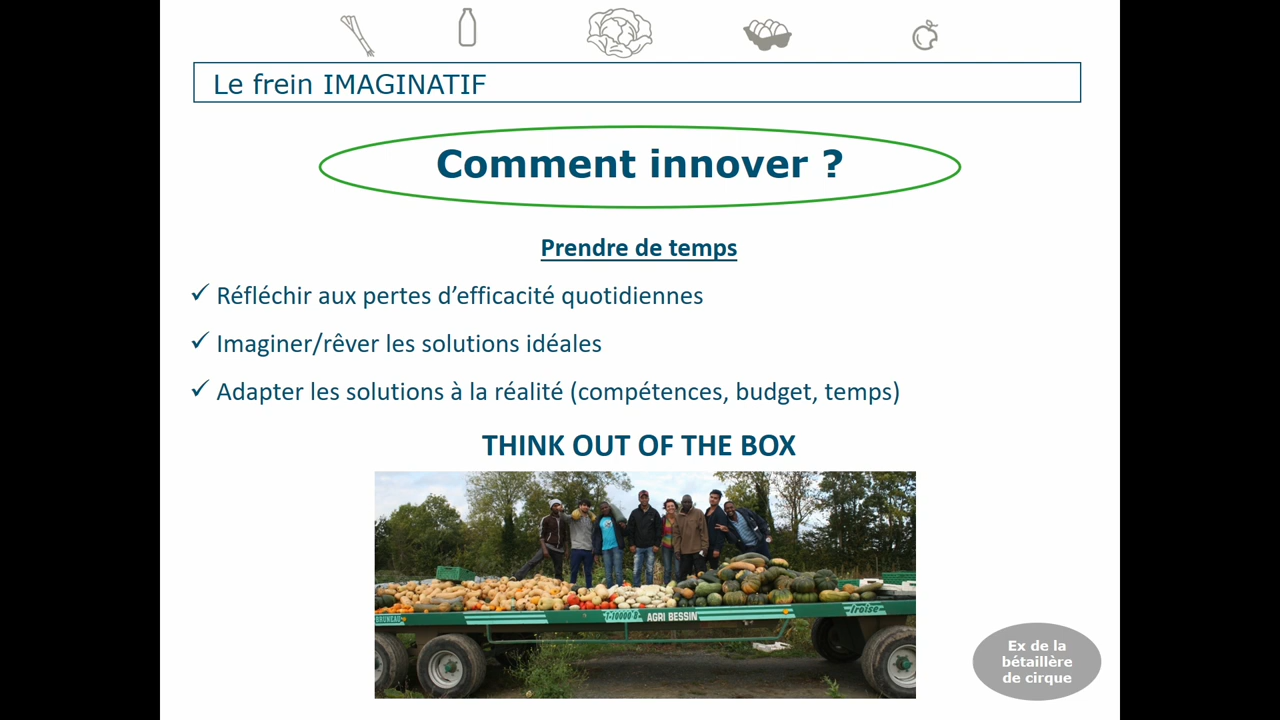 Le frein IMAGINATIF
Comment innover ?
Prendre de temps
✓ Réfléchir aux pertes d’efficacité quotidiennes
✓ Imaginer/rêver les solutions idéales
✓ Adapter les solutions à la réalité (compétences, budget, temps)
THINK OUT OF THE BOX
BRUNEAU
AGRI BESSIN
Iroise
Ex de la
bétaillère
de cirque